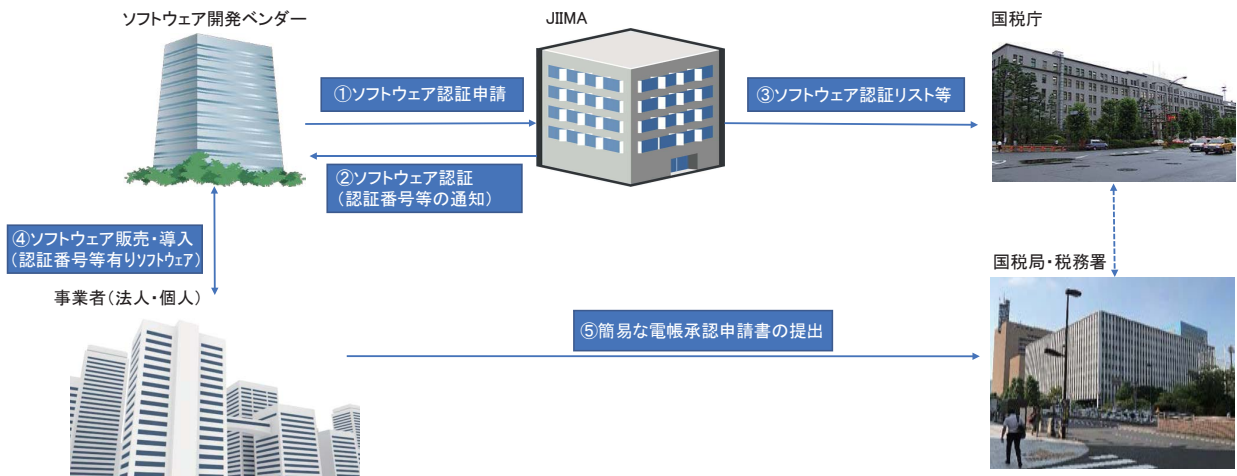 ソフトウェア開発ベンダー
JIIMA
国税庁
①ソフトウェア認証申請
③ソフトウェア認証リスト等
②ソフトウェア認証
(認証番号等の通知)
④ソフトウェア販売・導入
(認証番号等有りソフトウェア)
国税局・税務署
事業者(法人・個人)
⑤簡易な電帳承認申請書の提出